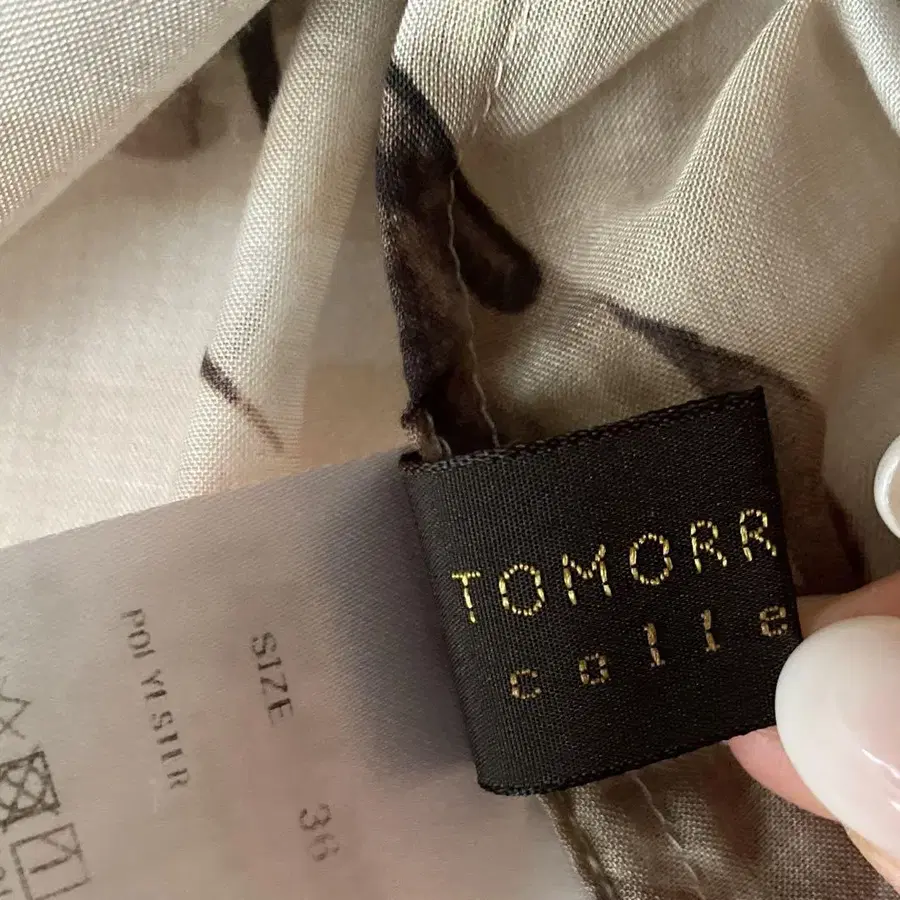 TOMORR
colle
SIZE 36
POLYESTER